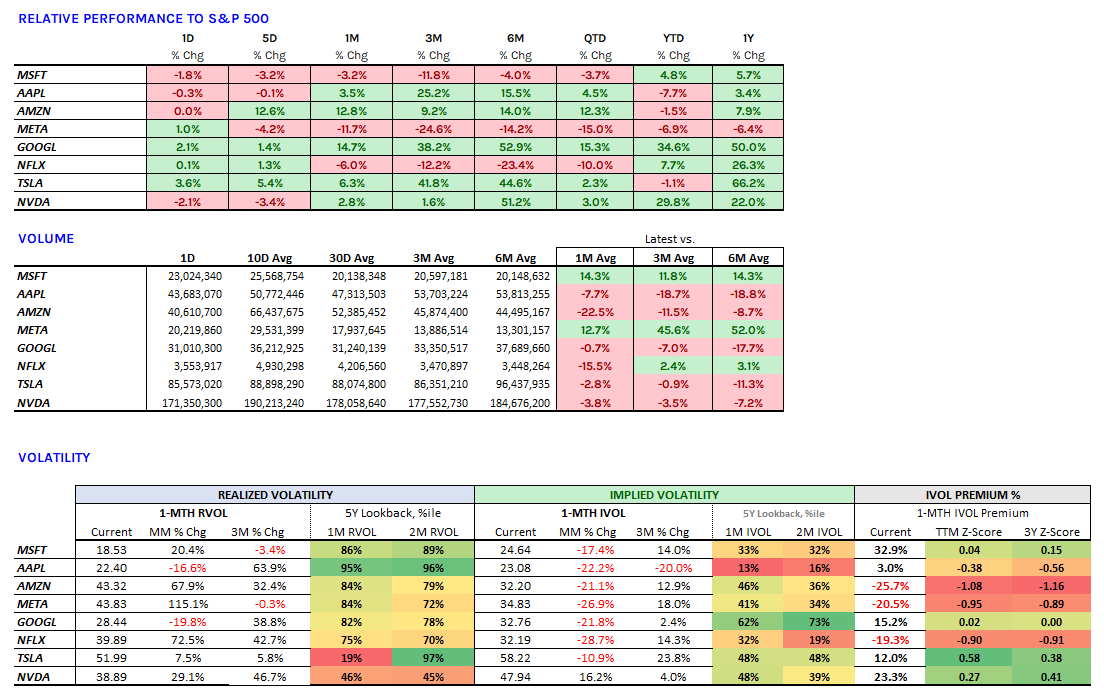 RELATIVE PERFORMANCE TO S&P 500
1D 5D 1M 3M 6M QTD YTD 1Y
% Chg % Chg % Chg % Chg % Chg % Chg % Chg % Chg
MSFT -1.8% -3.2% -3.2% -11.8% -4.0% -3.7% 4.8% 5.7%
AAPL -0.3% -0.1% 3.5% 25.2% 15.5% 4.5% -7.7% 3.4%
AMZN 0.0% 12.6% 12.8% 9.2% 14.0% 12.3% -1.5% 7.9%
META 1.0% -4.2% -11.7% -24.6% -14.2% -15.0% -6.9% -6.4%
GOOGL 2.1% 1.4% 14.7% 38.2% 52.9% 15.3% 34.6% 50.0%
NFLX 0.1% 1.3% -6.0% -12.2% -23.4% -10.0% 7.7% 26.3%
TSLA 3.6% 5.4% 6.3% 41.8% 44.6% 2.3% -1.1% 66.2%
NVDA -2.1% -3.4% 2.8% 1.6% 51.2% 3.0% 29.8% 22.0%
VOLUME
Latest vs.
1D 10D Avg 30D Avg 3M Avg 6M Avg 1M Avg 3M Avg 6M Avg
MSFT 23,024,340 25,568,754 20,138,348 20,597,181 20,148,632 14.3% 11.8% 14.3%
AAPL 43,683,070 50,772,446 47,313,503 53,703,224 53,813,255 -7.7% -18.7% -18.8%
AMZN 40,610,700 66,437,675 52,385,452 45,874,400 44,495,167 -22.5% -11.5% -8.7%
META 20,219,860 29,531,399 17,937,645 13,886,514 13,301,157 12.7% 45.6% 52.0%
GOOGL 31,010,300 36,212,925 31,240,139 33,350,517 37,689,660 -0.7% -7.0% -17.7%
NFLX 3,553,917 4,930,298 4,206,560 3,470,897 3,448,264 -15.5% 2.4% 3.1%
TSLA 85,573,020 88,898,290 88,074,800 86,351,210 96,437,935 -2.8% -0.9% -11.3%
NVDA 171,350,300 190,213,240 178,058,640 177,552,730 184,676,200 -3.8% -3.5% -7.2%
VOLATILITY
REALIZED VOLATILITY IMPLIED VOLATILITY IVOL PREMIUM %
1-MTH RVOL 5Y Lookback, %ile 1-MTH IVOL 5Y Lookback, %ile 1-MTH IVOL Premium
Current MM % Chg 3M % Chg 1M RVOL 2M RVOL Current MM % Chg 3M % Chg 1M IVOL 2M IVOL Current TTM Z-Score 3Y Z-Score
MSFT 18.53 20.4% -3.4% 86% 89% 24.64 -17.4% 14.0% 33% 32% 32.9% 0.04 0.15
AAPL 22.40 -16.6% 63.9% 95% 96% 23.08 -22.2% -20.0% 13% 16% 3.0% -0.38 -0.56
AMZN 43.32 67.9% 32.4% 84% 79% 32.20 -21.1% 12.9% 46% 36% -25.7% -1.08 -1.16
META 43.83 115.1% -0.3% 84% 72% 34.83 -26.9% 18.0% 41% 34% -20.5% -0.95 -0.89
GOOGL 28.44 -19.8% 38.8% 82% 78% 32.76 -21.8% 2.4% 62% 73% 15.2% 0.02 0.00
NFLX 39.89 72.5% 42.7% 75% 70% 32.19 -28.7% 14.3% 32% 19% -19.3% -0.90 -0.91
TSLA 51.99 7.5% 5.8% 19% 97% 58.22 -10.9% 23.8% 48% 48% 12.0% 0.58 0.38
NVDA 38.89 29.1% 46.7% 46% 45% 47.94 16.2% 4.0% 48% 39% 23.3% 0.27 0.41